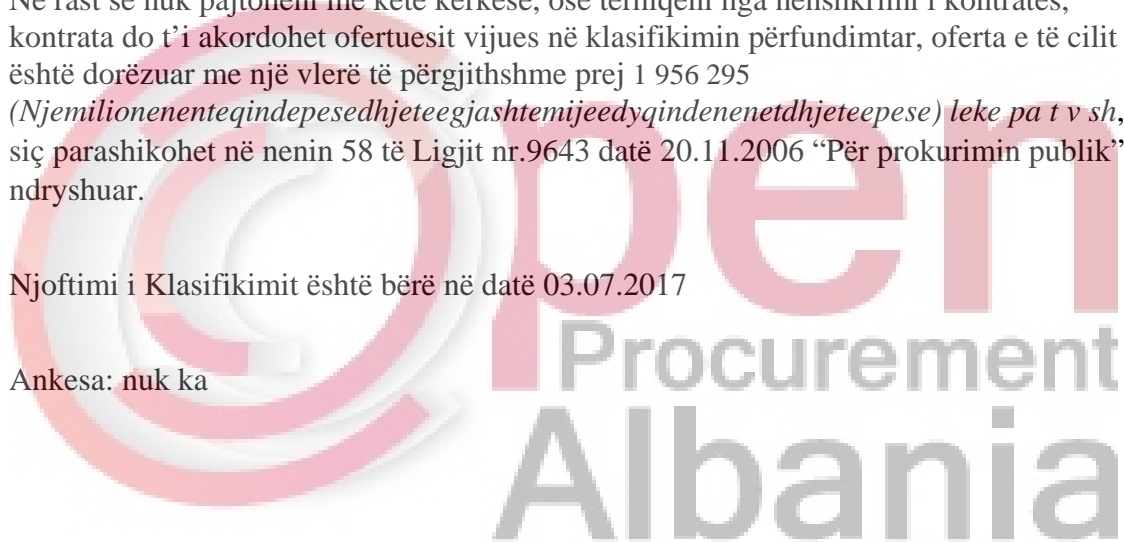 Në rast se nuk pajtoheni me këtë kërkesë, ose tërhiqeni nga nënshkrimi i kontratës,
kontrata do t’i akordohet ofertuesit vijues në klasifikimin përfundimtar, oferta e të cilit
është dorëzuar me një vlerë të përgjithshme prej 1 956 295
(Njemilionenenteqindepesedhjeteegjashtemijeedyqindenenetdhjeteepese) leke pa t v sh,
siç parashikohet në nenin 58 të Ligjit nr.9643 datë 20.11.2006 “Për prokurimin publik”
ndryshuar.
Njoftimi i Klasifikimit është bërë në datë 03.07.2017
Ankesa: nuk ka
Open
Procurement
Albania